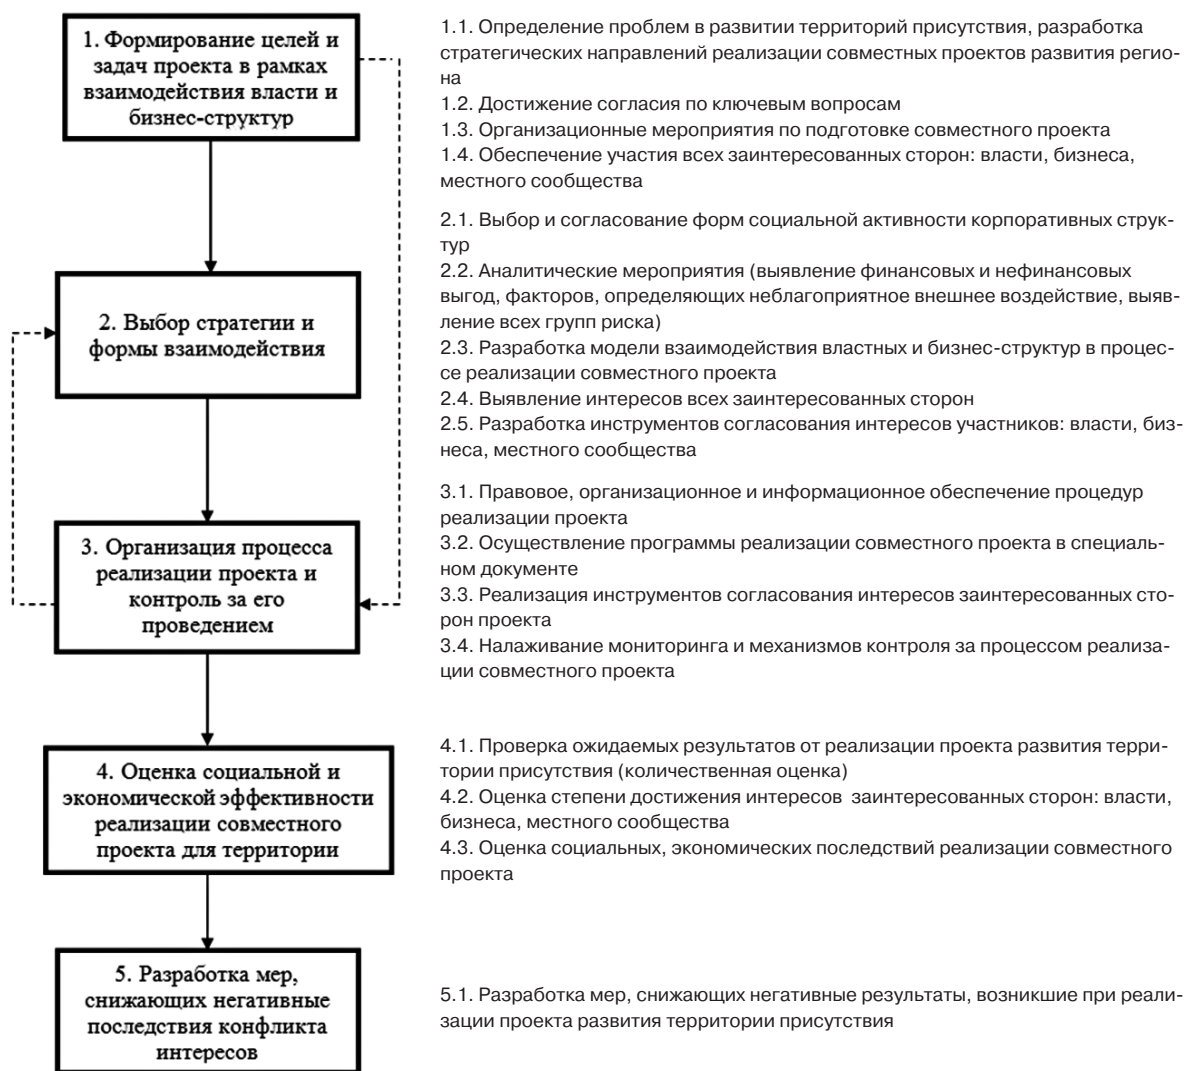 1. Формирование целей и
задач проекта в рамках
взаимодействия власти и
бизнес-структур
1.1. Определение проблем в развитии территорий присутствия, разработка
стратегических направлений реализации совместных проектов развития регио-
на
1.2. Достижение согласия по ключевым вопросам
1.3. Организационные мероприятия по подготовке совместного проекта
1.4. Обеспечение участия всех заинтересованных сторон: власти, бизнеса,
местного сообщества
2. Выбор стратегии и
формы взаимодействия
2.1. Выбор и согласование форм социальной активности корпоративных струк-
тур
2.2. Аналитические мероприятия (выявление финансовых и нефинансовых
выгод, факторов, определяющих неблагоприятное внешнее воздействие, выяв-
ление всех групп риска)
2.3. Разработка модели взаимодействия властных и бизнес-структур в процес-
се реализации совместного проекта
2.4. Выявление интересов всех заинтересованных сторон
2.5. Разработка инструментов согласования интересов участников: власти, биз-
неса, местного сообщества
3. Организация процесса
реализации проекта и
контроль за его
проведением
3.1. Правовое, организационное и информационное обеспечение процедур
реализации проекта
3.2. Осуществление программы реализации совместного проекта в специаль-
ном документе
3.3. Реализация инструментов согласования интересов заинтересованных сто-
рон проекта
3.4. Налаживание мониторинга и механизмов контроля за процессом реализа-
ции совместного проекта
4. Оценка социальной и
экономической эффективности
реализации совместного
проекта для территории
4.1. Проверка ожидаемых результатов от реализации проекта развития терри-
тории присутствия (количественная оценка)
4.2. Оценка степени достижения интересов заинтересованных сторон: власти,
бизнеса, местного сообщества
4.3. Оценка социальных, экономических последствий реализации совместного
проекта
5. Разработка мер,
снижающих негативные
последствия конфликта
интересов
5.1. Разработка мер, снижающих негативные результаты, возникшие при реали-
зации проекта развития территории присутствия